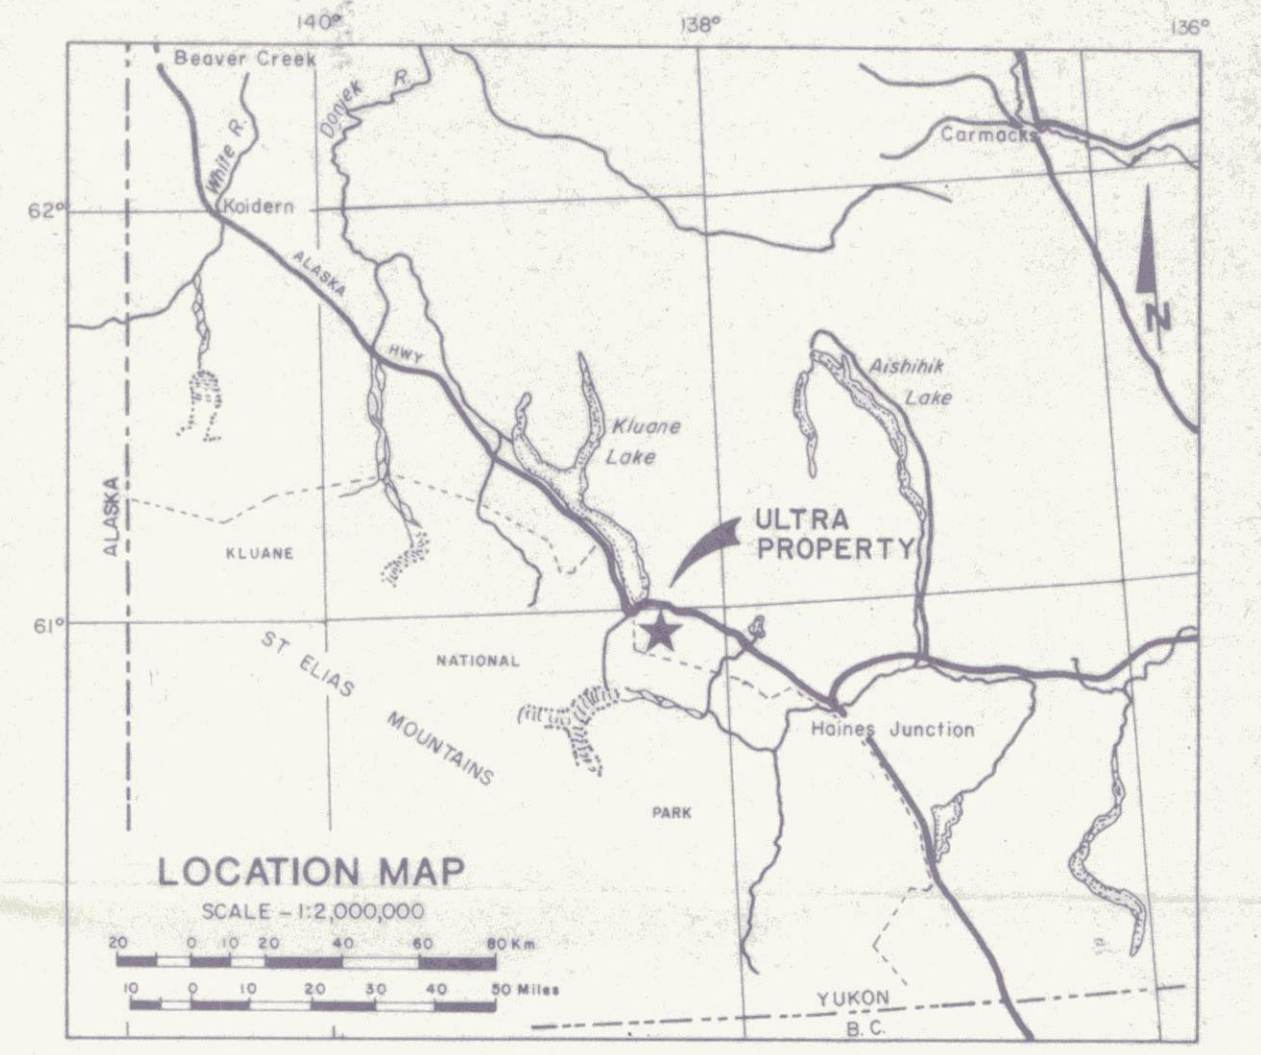 140°
138°
136°
Beaver Creek
White R.
Donjek R.
Carmacks
62°
Koidern
ALASKA
HWY
N
Aishihik
Lake
Kluane
Lake
ALASKA
ULTRA
PROPERTY
KLUANE
61°
ST ELIAS
MOUNTAINS
NATIONAL
Haines Junction
PARK
LOCATION MAP
SCALE - 1:2,000,000
20 0 10 20 40 60 80 Km
10 0 10 20 30 40 50 Miles
YUKON
B.C.